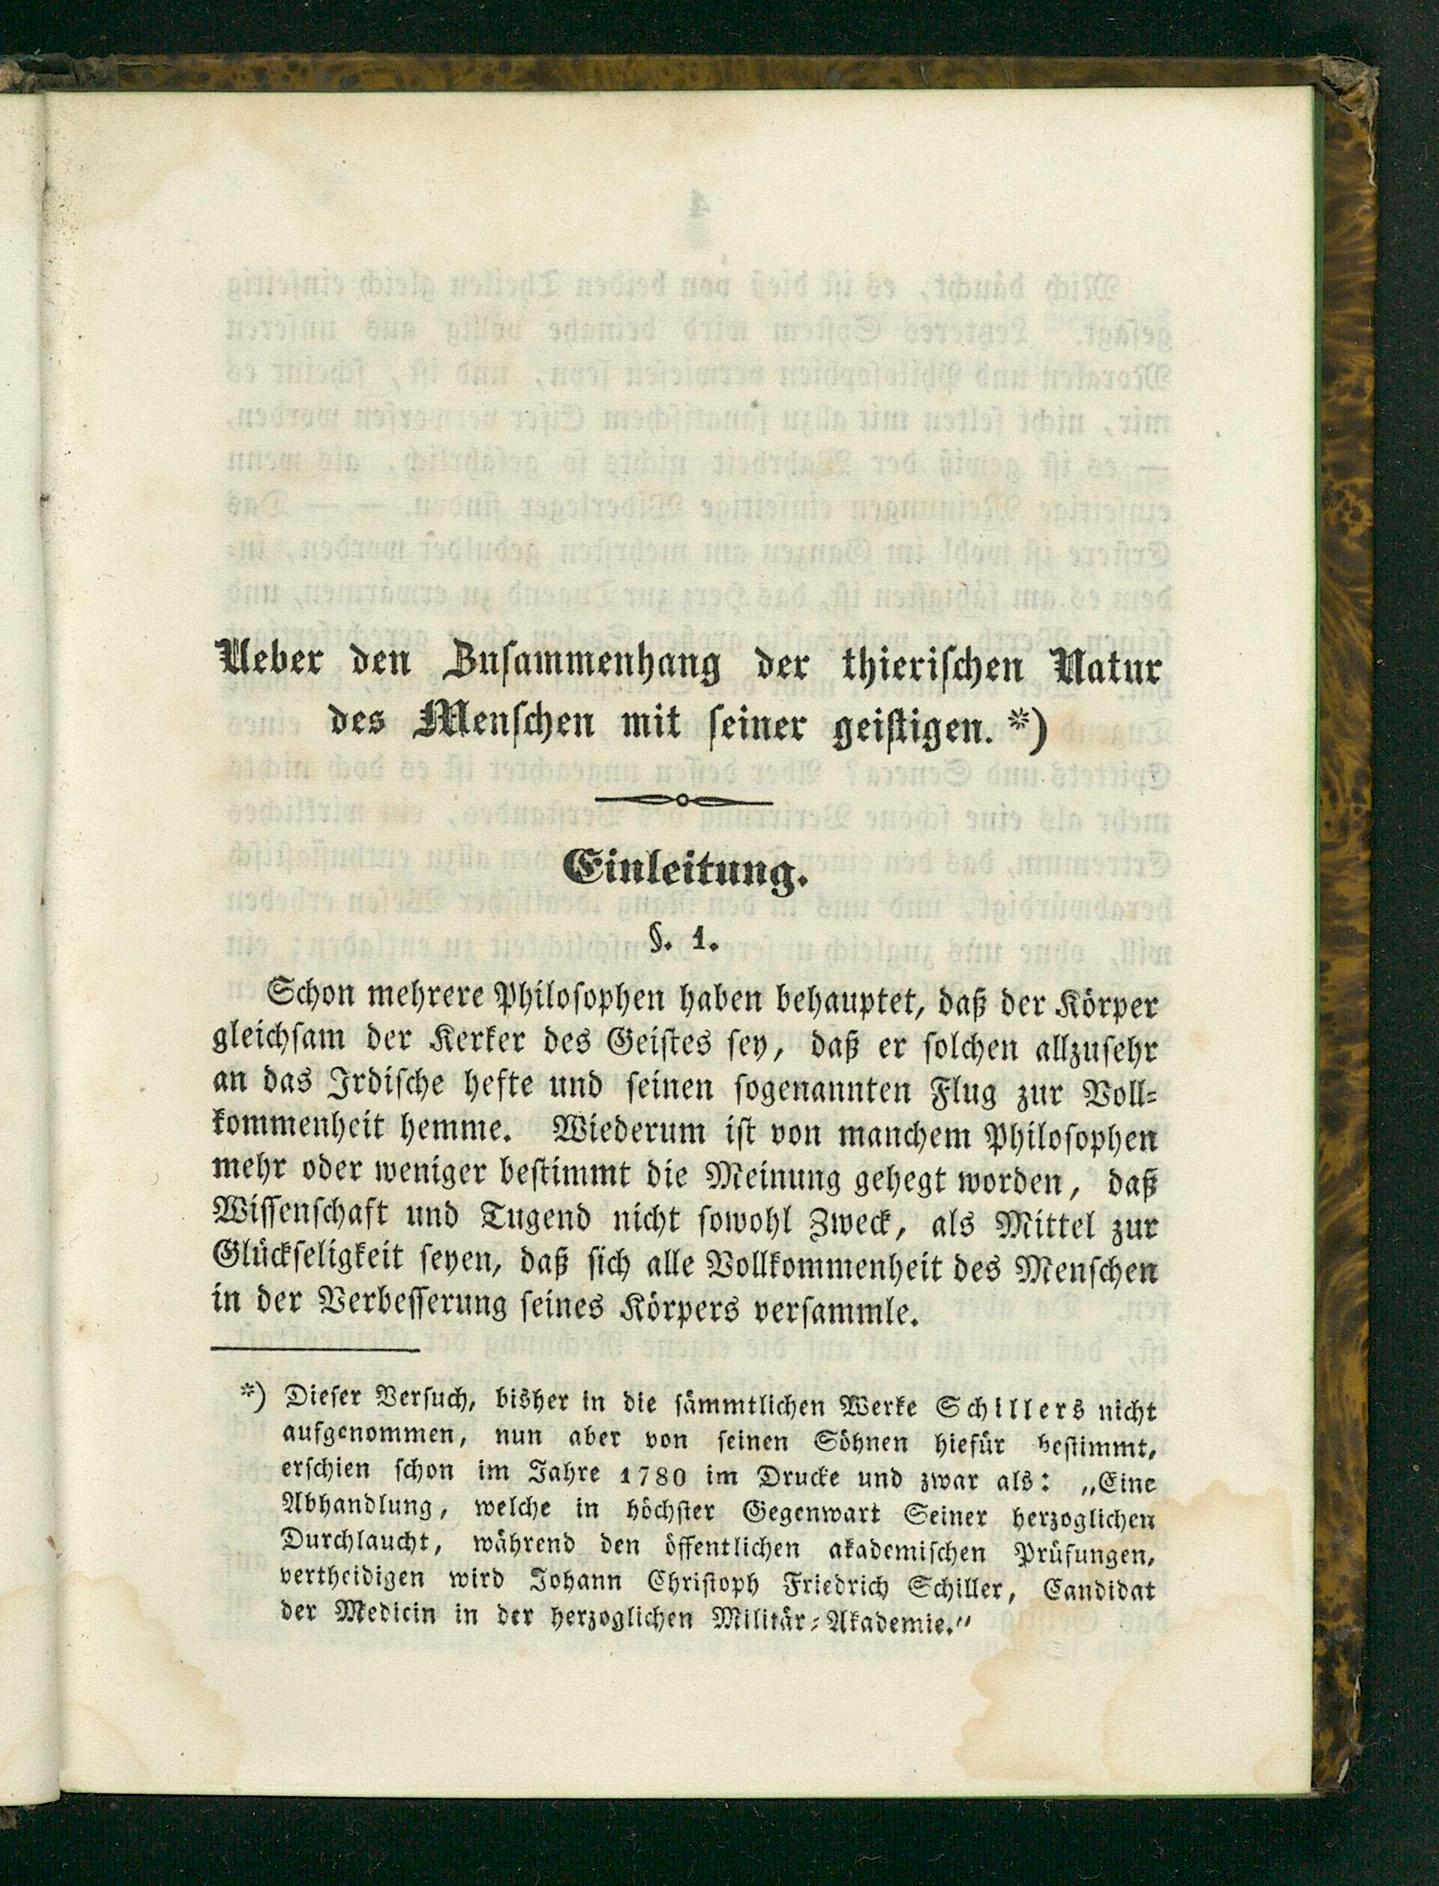 Ueber den Zusammenhang der thierischen Natur
des Menschen mit seiner geistigen. *)
Einleitung.
§. 1.
Schon mehrere Philosophen haben behauptet, daß der Körper
gleichsam der Kerker des Geistes sey, daß er solchen allzusehr
an das Irdische hefte und seinen sogenannten Flug zur Voll-
kommenheit hemme. Wiederum ist von manchem Philosophen
mehr oder weniger bestimmt die Meinung gehegt worden, daß
Wissenschaft und Tugend nicht sowohl Zweck, als Mittel zur
Glückseligkeit seyen, daß sich alle Vollkommenheit des Menschen
in der Verbesserung seines Körpers versammle.
*) Dieser Versuch, bisher in die sämmtlichen Werke Schillers nicht
aufgenommen, nun aber von seinen Söhnen hiefür bestimmt,
erschien schon im Jahre 1780 im Drucke und zwar als: „Eine
Abhandlung, welche in höchster Gegenwart Seiner herzoglichen
Durchlaucht, während den öffentlichen akademischen Prüfungen,
vertheidigen wird Johann Christoph Friedrich Schiller, Candidat
der Medicin in der herzoglichen Militär-Akademie.“